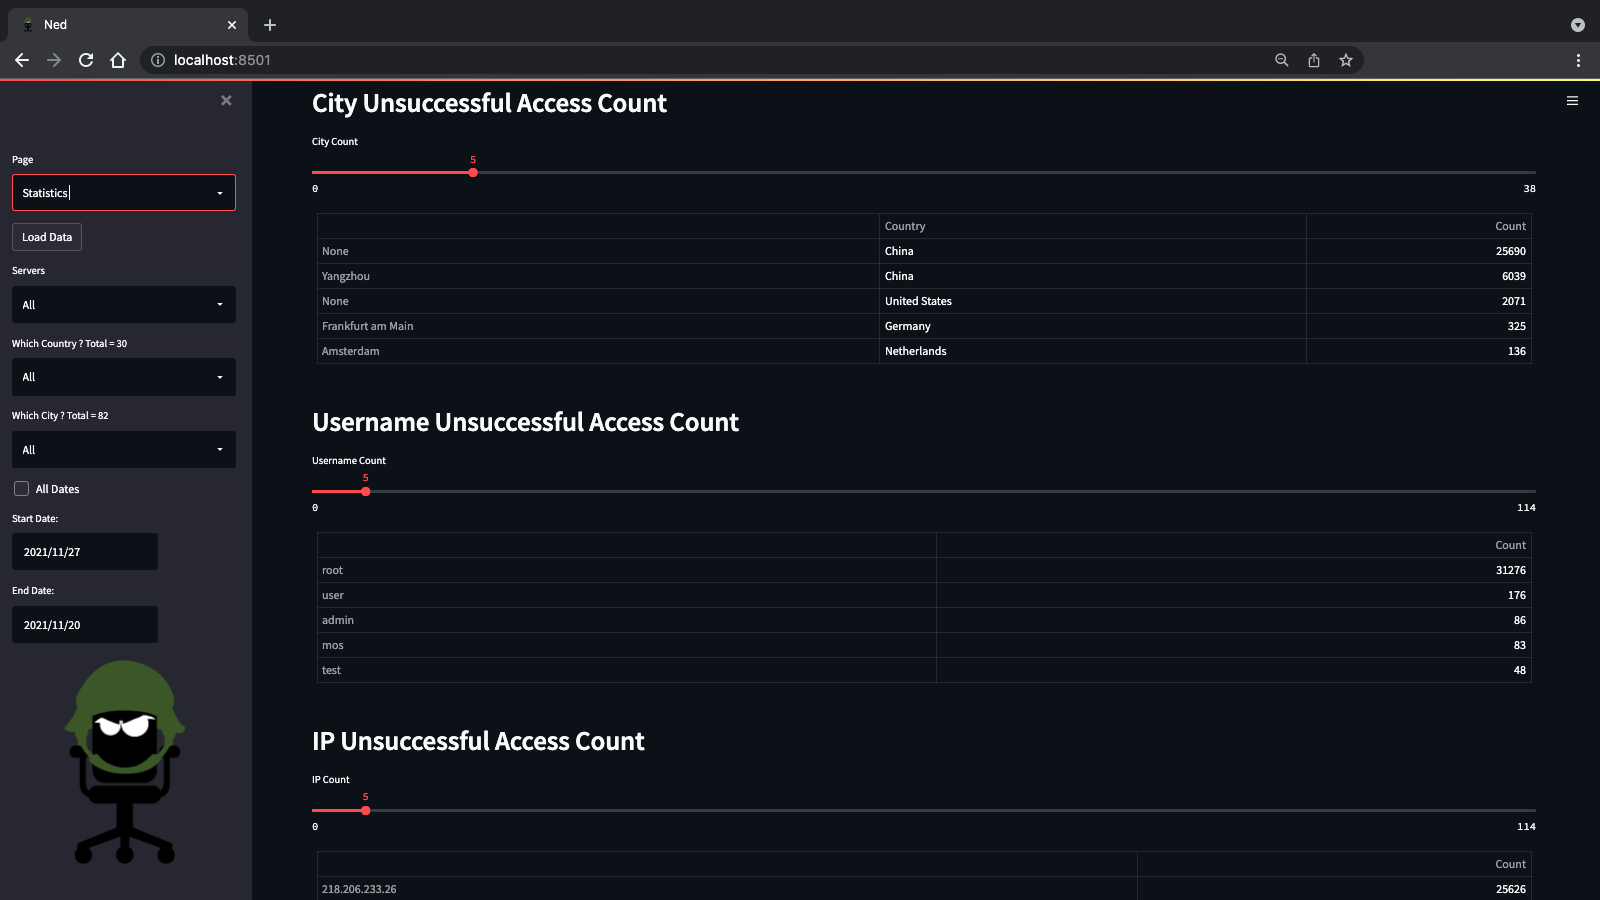 Ned
localhost:8501
Page
Statistics
Load Data
Servers
All
Which Country ? Total = 30
All
Which City ? Total = 82
All
All Dates
Start Date:
2021/11/27
End Date:
2021/11/20
City Unsuccessful Access Count
City Count
5
0 38
Country Count
None China 25690
Yangzhou China 6039
None United States 2071
Frankfurt am Main Germany 325
Amsterdam Netherlands 136
Username Unsuccessful Access Count
Username Count
5
0 114
Count
root 31276
user 176
admin 86
mos 83
test 48
IP Unsuccessful Access Count
IP Count
5
0 114
Count
218.206.233.26 25626